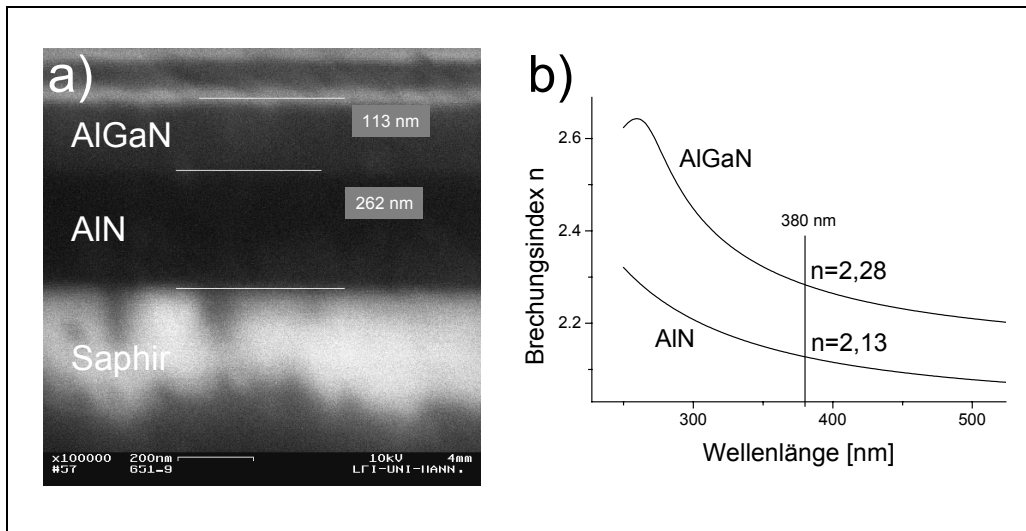 a)
113 nm
AlGaN
262 nm
AlN
Saphir
x100000 200nm 10kV 4mm
#57 651-9 LFI-UNI-HANN.
b)
Brechungsindex n
2.6
2.4
2.2
AlGaN
380 nm
n=2,28
AlN
n=2,13
300 400 500
Wellenlänge [nm]